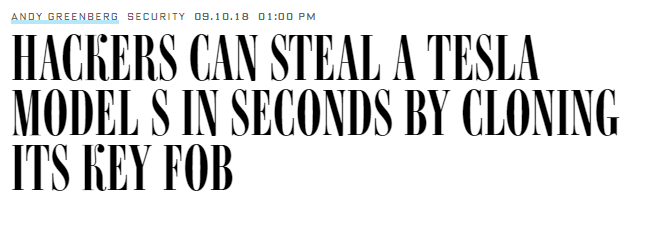 ANDY GREENBERG SECURITY 09.10.18 01:00 PM
HACKERS CAN STEAL A TESLA
MODEL S IN SECONDS BY CLONING
ITS KEY FOB